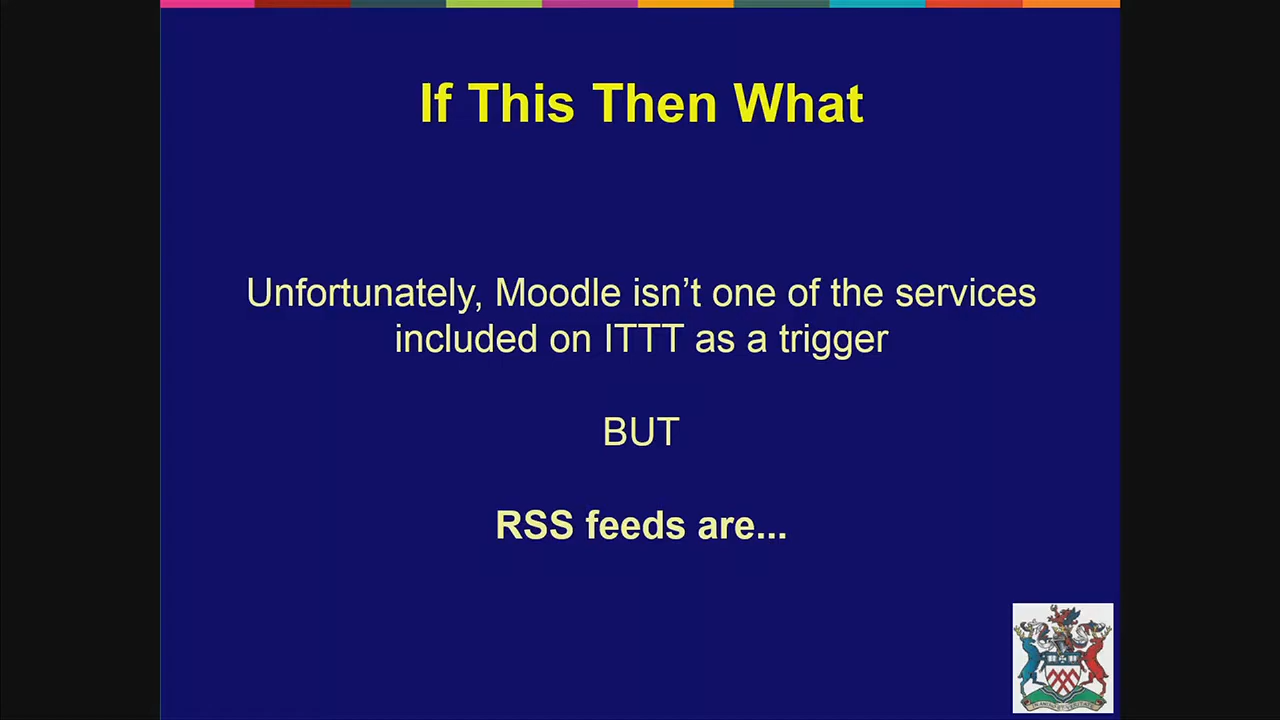 If This Then What
Unfortunately, Moodle isn’t one of the services
included on ITTT as a trigger
BUT
RSS feeds are...